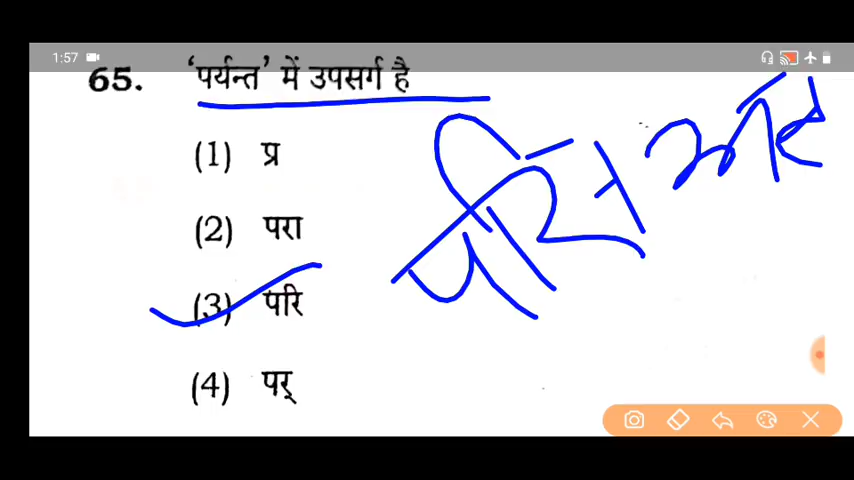 1:57
65. 'पर्यन्त' में उपसर्ग है
(1) प्र
(2) परा
(3) परि
(4) पर्
परि+